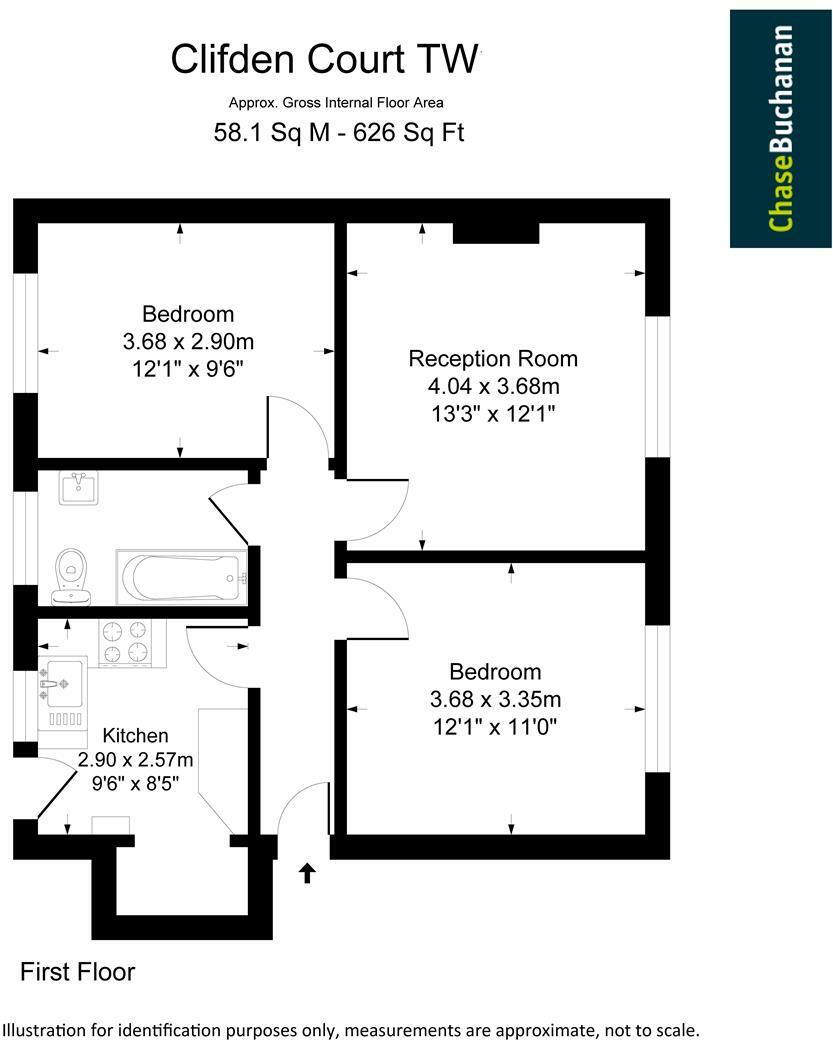 Clifden Court TW
Approx. Gross Internal Floor Area
58.1 Sq M - 626 Sq Ft
ChaseBuchanan
Bedroom
3.68 x 2.90m
12'1" x 9'6"
Reception Room
4.04 x 3.68m
13'3" x 12'1"
Bedroom
3.68 x 3.35m
12'1" x 11'0"
Kitchen
2.90 x 2.57m
9'6" x 8'5"
First Floor
Illustration for identification purposes only, measurements are approximate, not to scale.